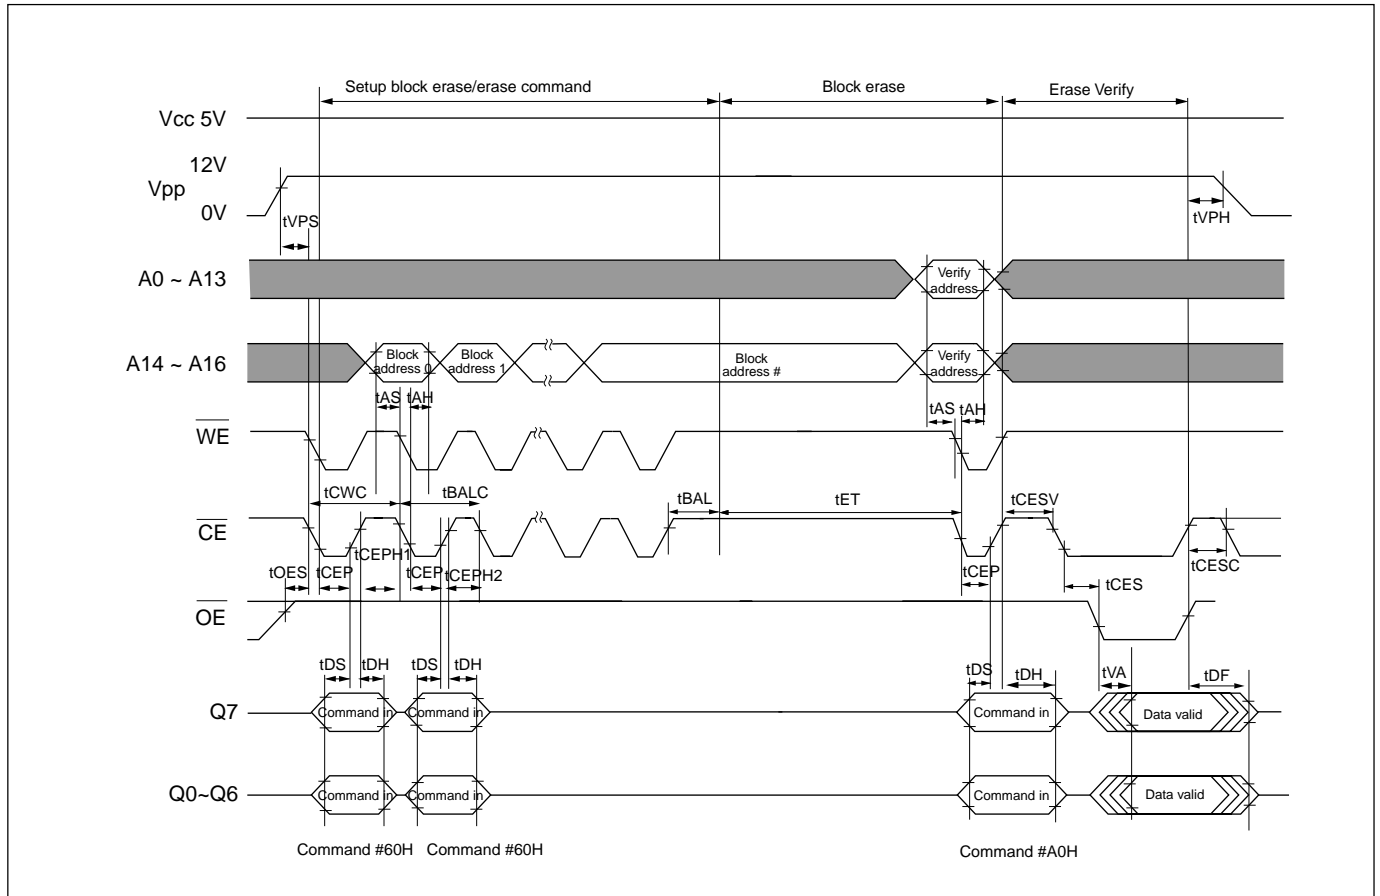 Setup block erase/erase command
Block erase
Erase Verify
Vcc 5V
12V
Vpp
0V
tVPS
tVPH
A0 ~ A13
Verify
address
A14 ~ A16
Block
address 0
Block
address 1
Block
address #
Verify
address
tAS
tAH
tAS
tAH
WE
tCWC
tBALC
tBAL
tET
tCESV
CE
tCEPH1
tOES
tCEP
tCEP
tCEPH2
tCEP
tCES
tCESC
OE
tDS
tDH
tDS
tDH
tDS
tDH
tVA
tDF
Q7
Command in
Command in
Command in
Data valid
Q0~Q6
Command in
Command in
Command in
Data valid
Command #60H
Command #60H
Command #A0H